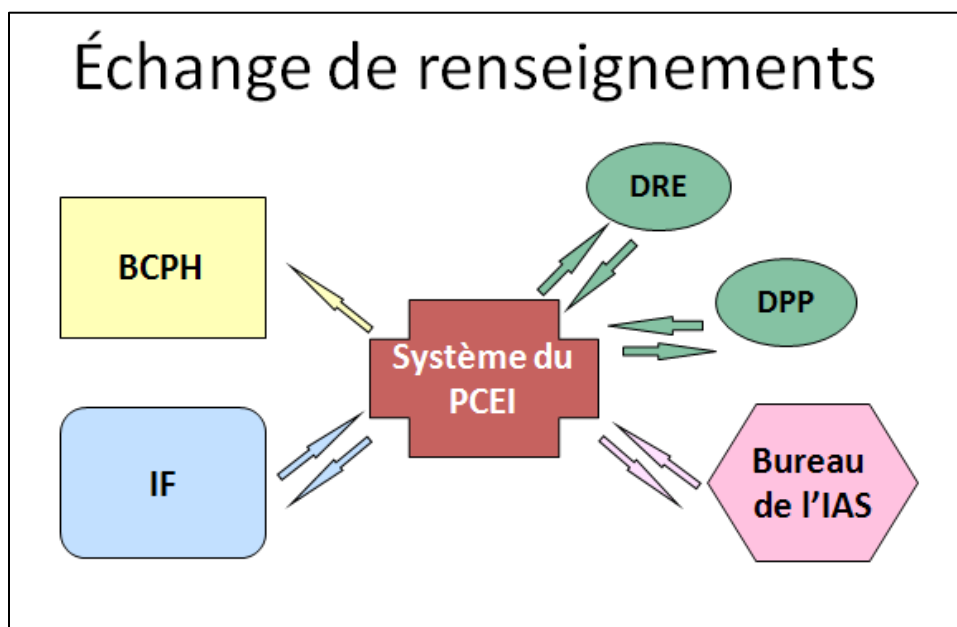 Échange de renseignements
DRE
BCPH
DPP
Système du
PCEI
IF
Bureau
de l'IAS